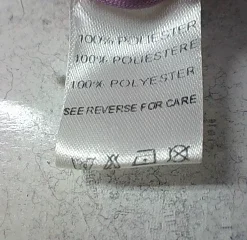 100% POLIESTER
100% POLIESTERE
100% POLYESTER
SEE REVERSE FOR CARE